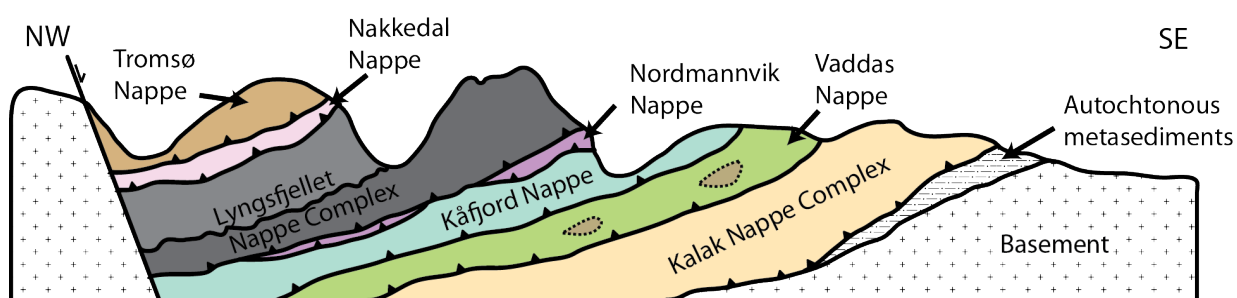 NW
Tromsø
Nappe
Nakkedal
Nappe
Nordmannvik
Nappe
Vaddas
Nappe
SE
Autochtonous
metasediments
Lyngsfjellet
Nappe Complex
Kåfjord Nappe
Kalak Nappe Complex
Basement